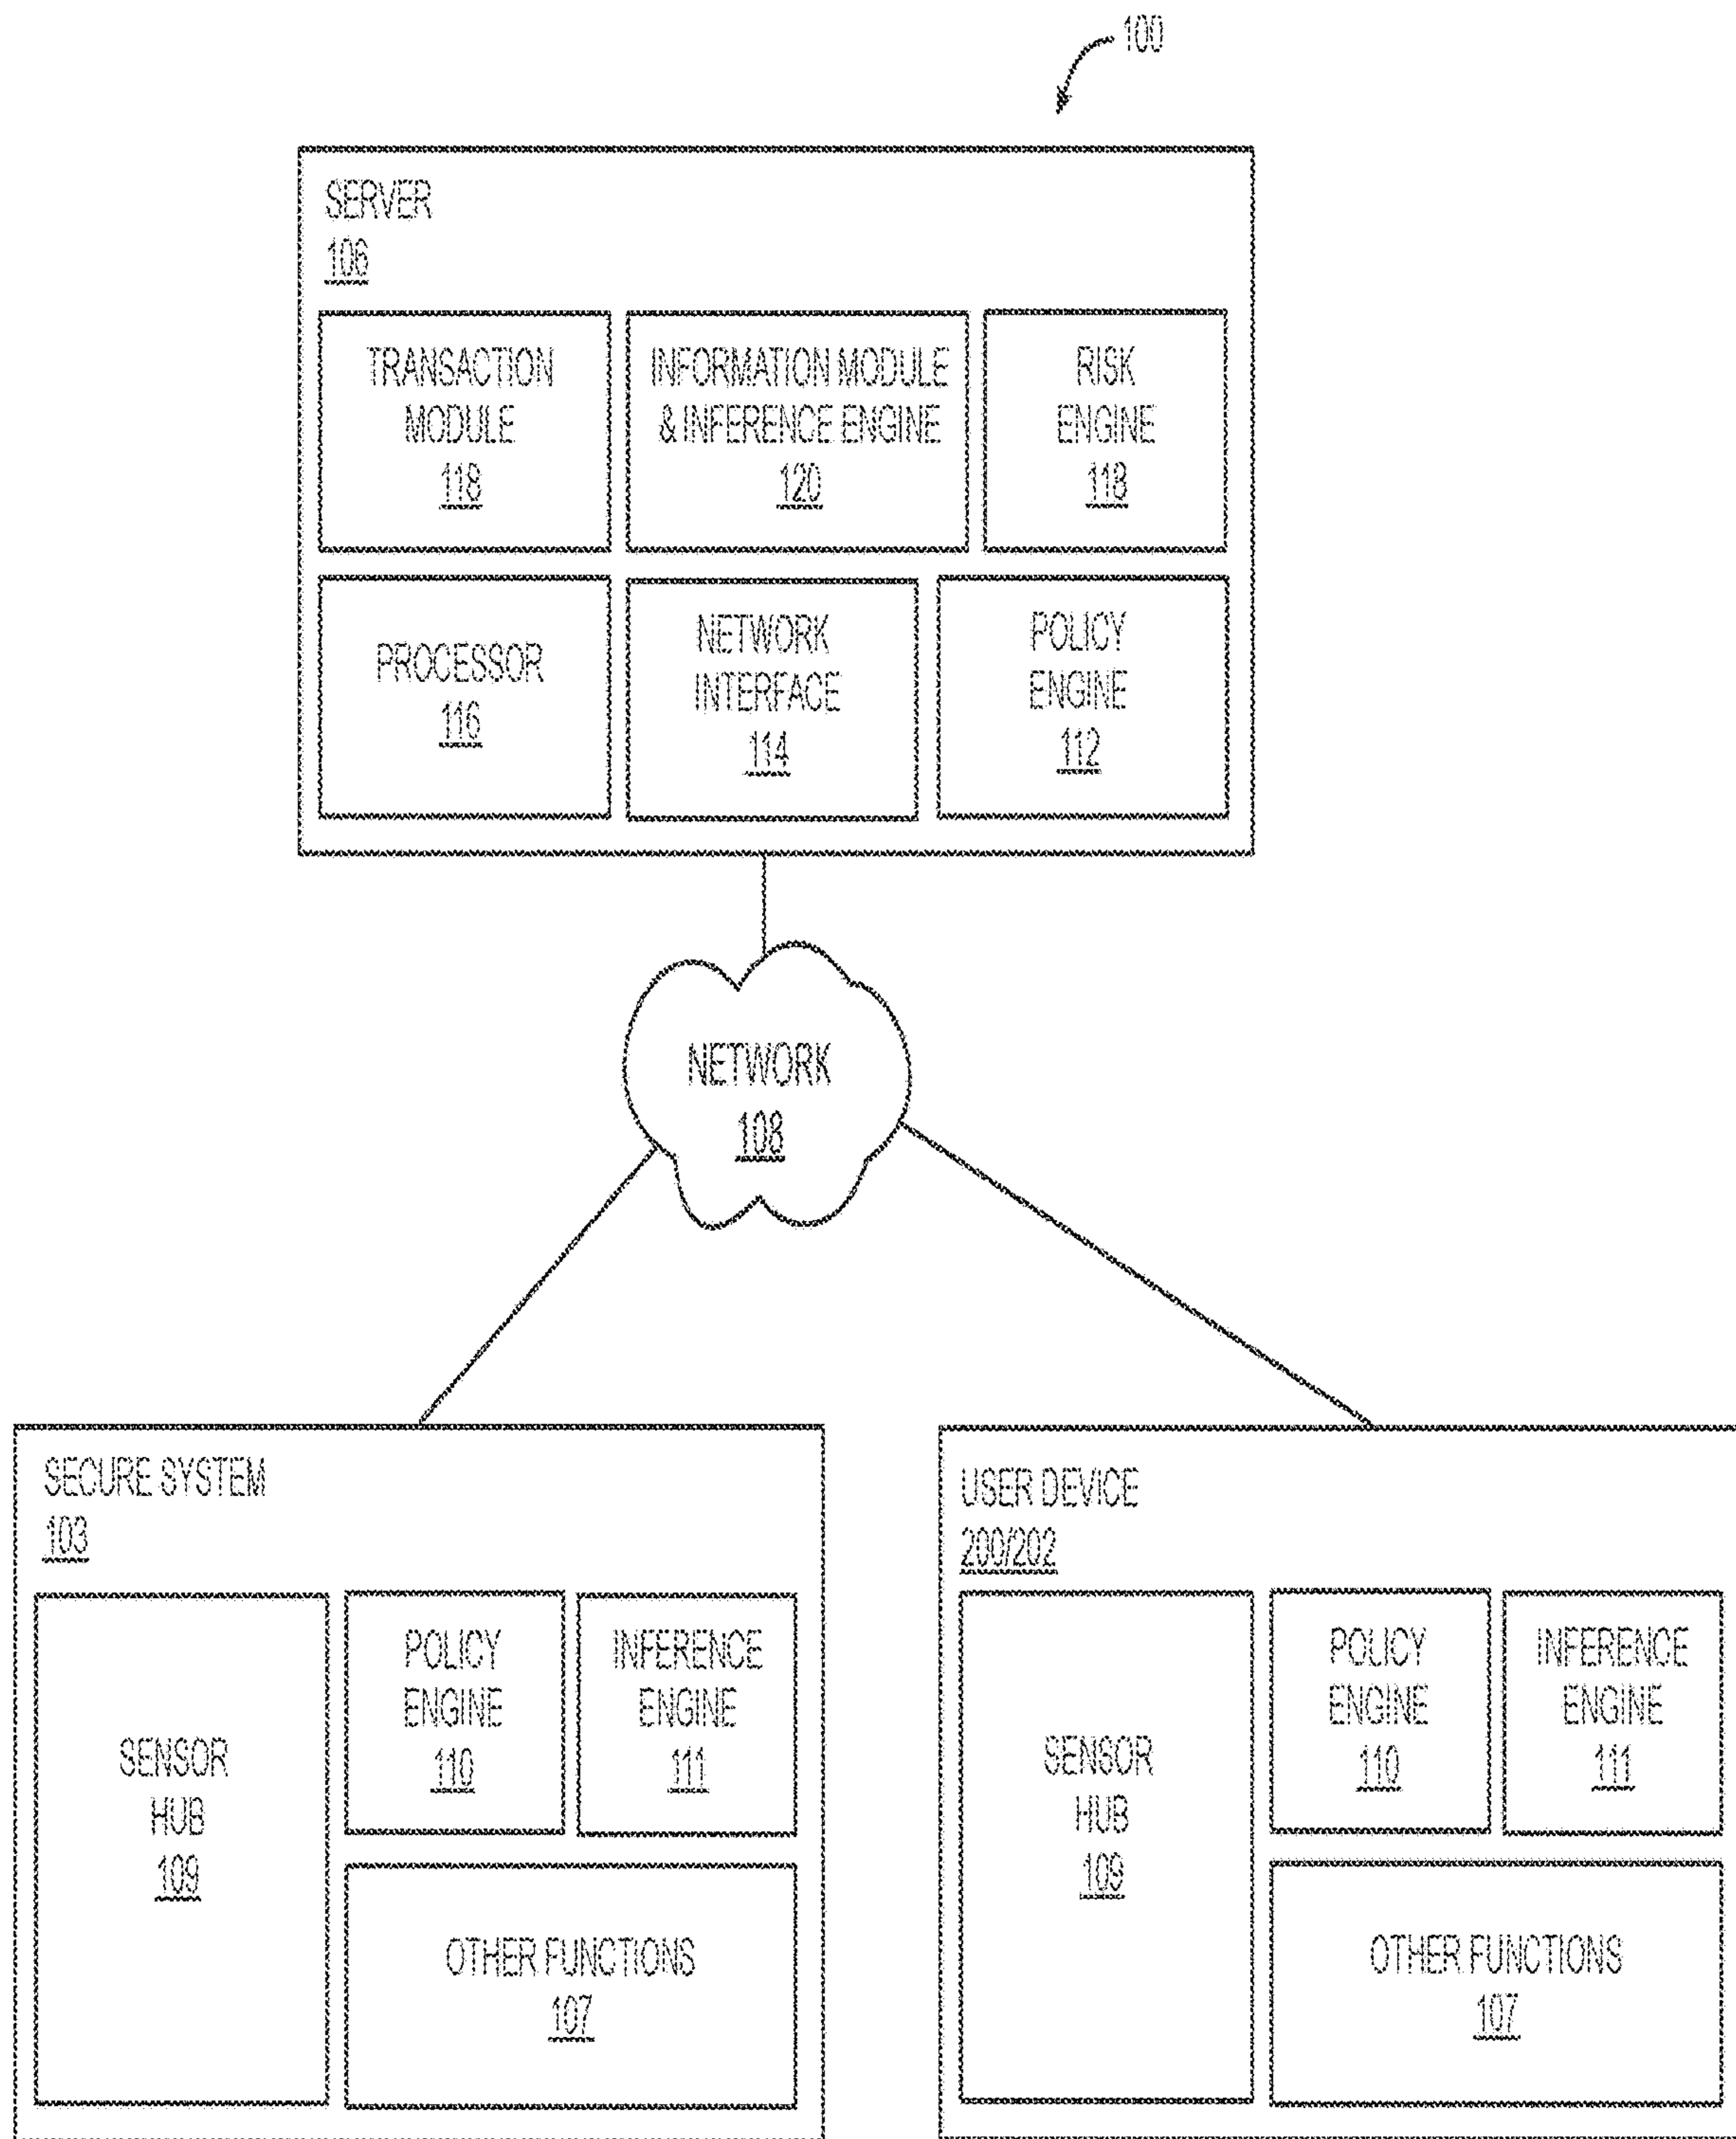 100
SERVER
106
TRANSACTION
MODULE
118
INFORMATION MODULE
& INFERENCE ENGINE
120
RISK
ENGINE
118
PROCESSOR
116
NETWORK
INTERFACE
114
POLICY
ENGINE
112
NETWORK
108
SECURE SYSTEM
103
SENSOR
HUB
109
POLICY
ENGINE
110
INFERENCE
ENGINE
111
OTHER FUNCTIONS
107
USER DEVICE
200/202
SENSOR
HUB
109
POLICY
ENGINE
110
INFERENCE
ENGINE
111
OTHER FUNCTIONS
107